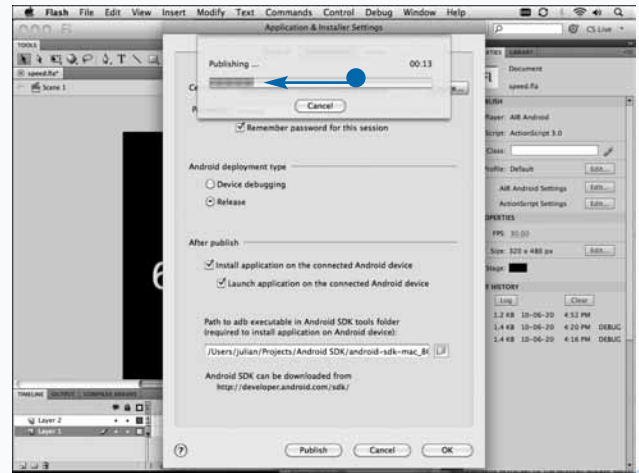 Flash File Edit View Insert Modify Text Commands Control Debug Window Help
Application & Installer Settings
CS Live
TOOLS
speed.fla*
Scene 1
Publishing ... 00:13
Cancel
Remember password for this session
Android deployment type
Device debugging
Release
After publish
Install application on the connected Android device
Launch application on the connected Android device
Path to adb executable in Android SDK tools folder
(required to install application on Android device):
/Users/julian/Projects/Android SDK/android-sdk-mac_8
Android SDK can be downloaded from
http://developer.android.com/sdk/
? Publish Cancel OK
LIBRARY
Document
speed.fla
Player: AIR Android
Script: ActionScript 3.0
Class:
Profile: Default Edit...
AIR Android Settings Edit...
ActionScript Settings Edit...
FPS: 30.00
Size: 320 x 480 px Edit...
Stage:
HISTORY
Log Clear
1.2 KB 10-06-20 4:52 PM
1.4 KB 10-06-20 4:20 PM DEBUG
1.4 KB 10-06-20 4:16 PM DEBUG
6
TIMELINE OUTPUT COMPILER ERRORS
Layer 2
Layer 1